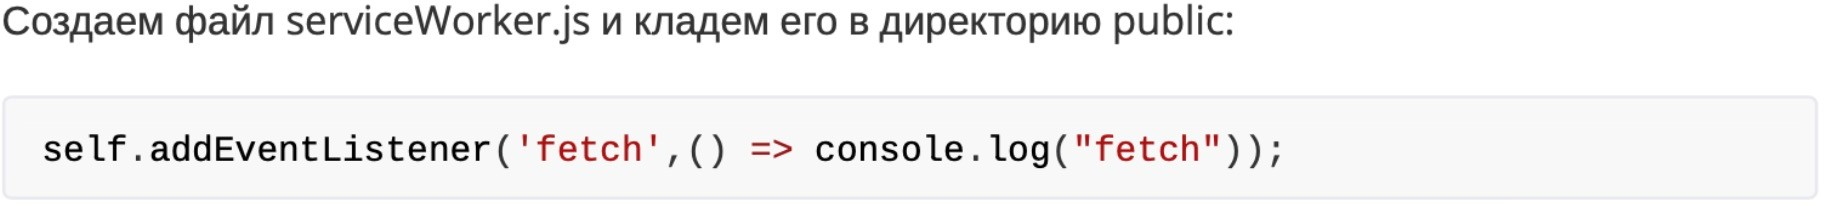 Создаем файл serviceWorker.js и кладем его в директорию public:
self.addEventListener('fetch',() => console.log("fetch"));